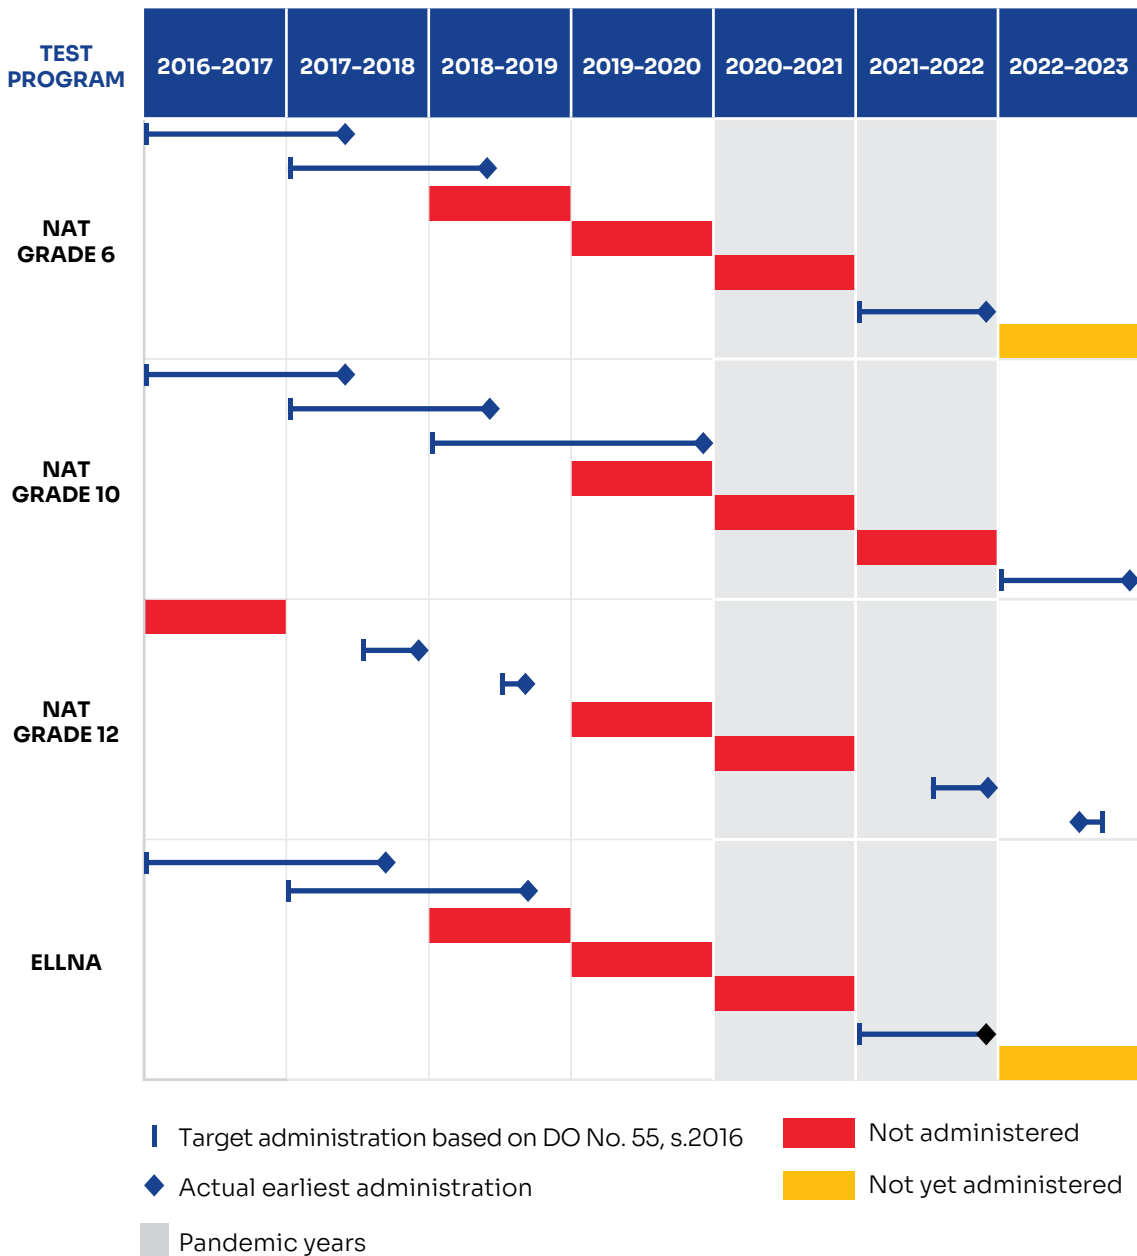 TEST
PROGRAM
2016-2017
2017-2018
2018-2019
2019-2020
2020-2021
2021-2022
2022-2023
NAT
GRADE 6
NAT
GRADE 10
NAT
GRADE 12
ELLNA
Target administration based on DO No. 55, s.2016
Not administered
Actual earliest administration
Not yet administered
Pandemic years